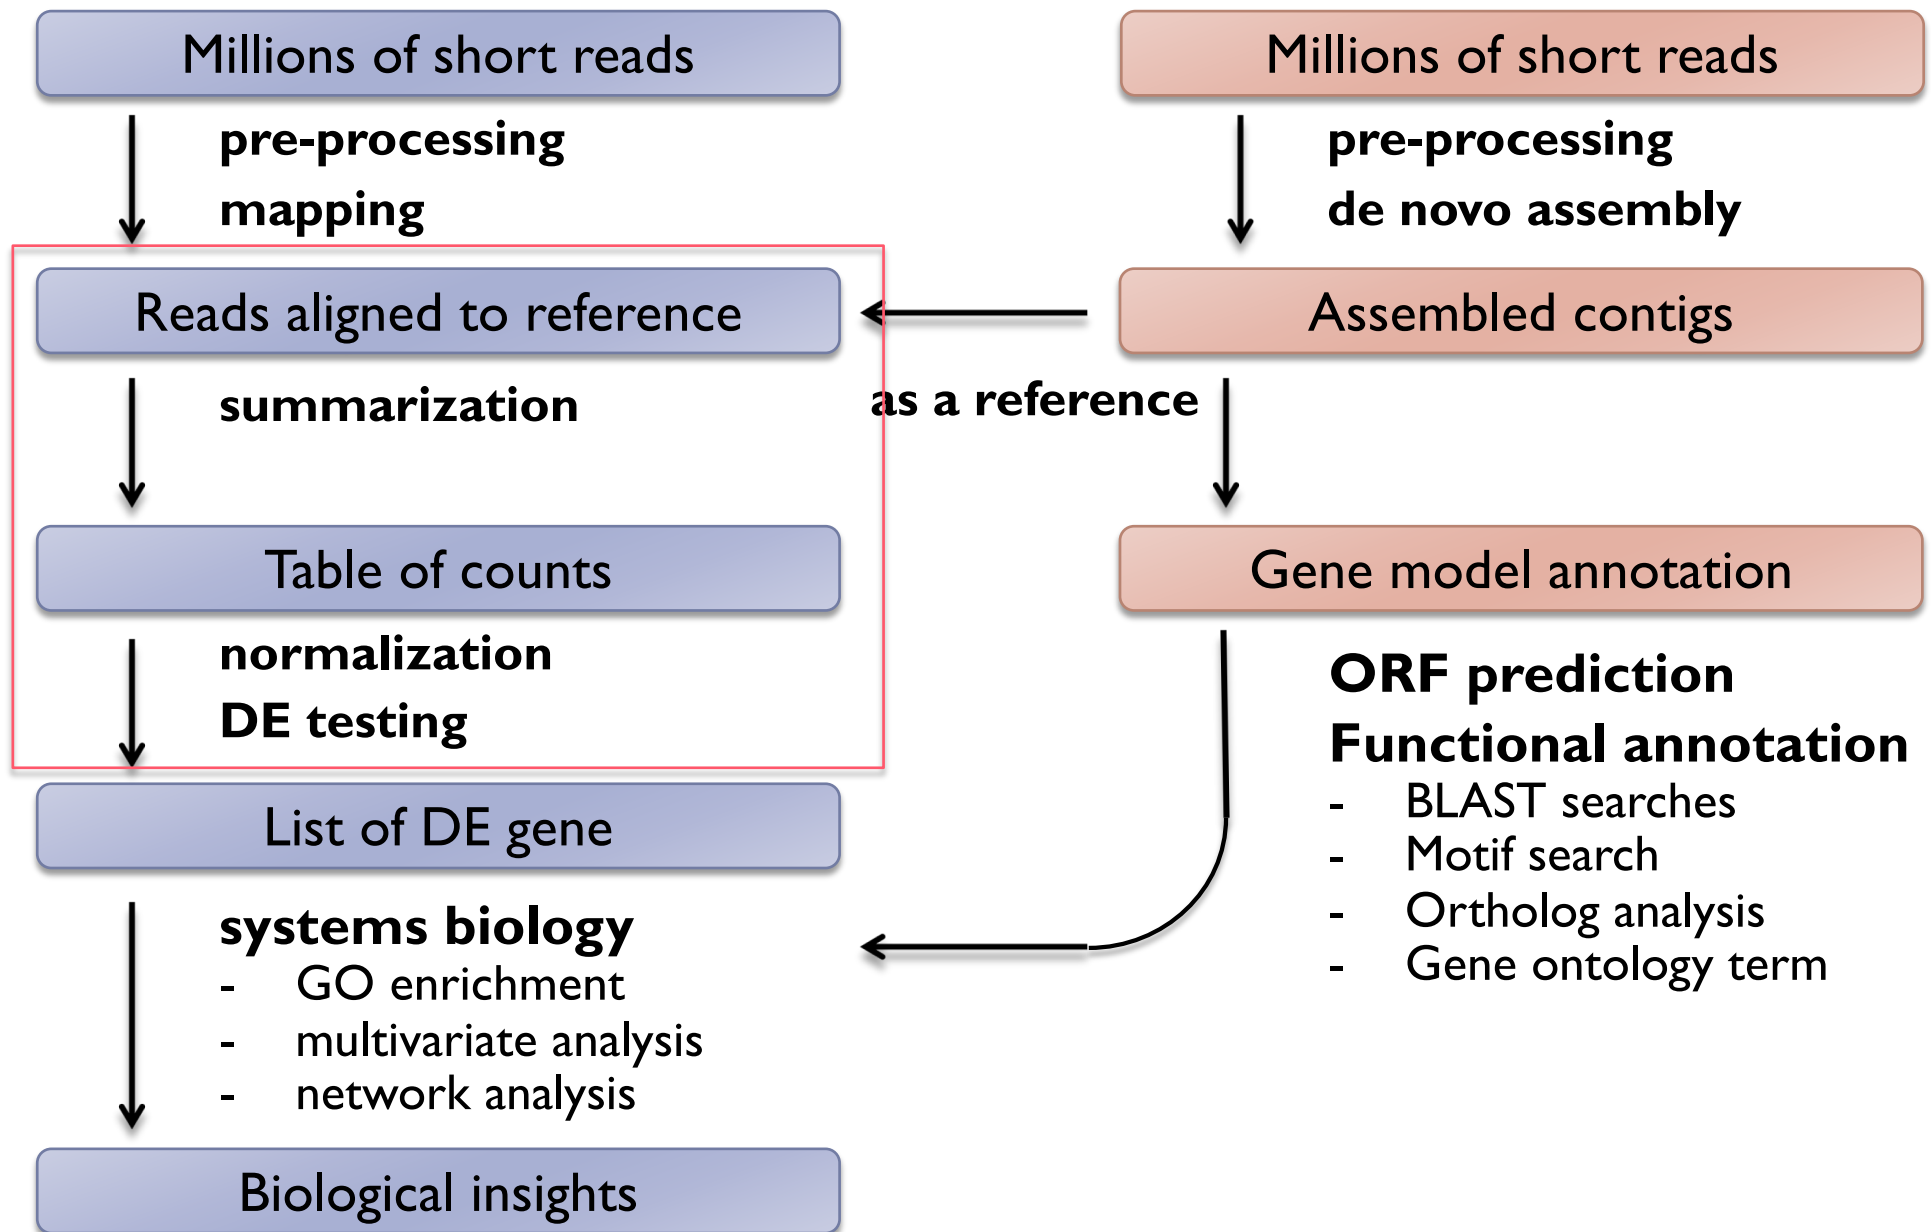 Millions of short reads
pre-processing
mapping
Reads aligned to reference
summarization
Table of counts
normalization
DE testing
List of DE gene
systems biology
- GO enrichment
- multivariate analysis
- network analysis
Biological insights
Millions of short reads
pre-processing
de novo assembly
Assembled contigs
as a reference
Gene model annotation
ORF prediction
Functional annotation
- BLAST searches
- Motif search
- Ortholog analysis
- Gene ontology term